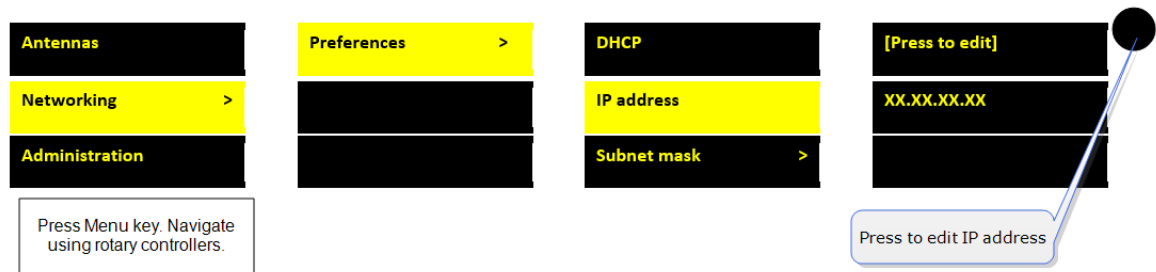 Antennas
Networking >
Administration
Preferences >
DHCP
IP address
Subnet mask >
[Press to edit]
XX.XX.XX.XX
Press Menu key. Navigate
using rotary controllers.
Press to edit IP address